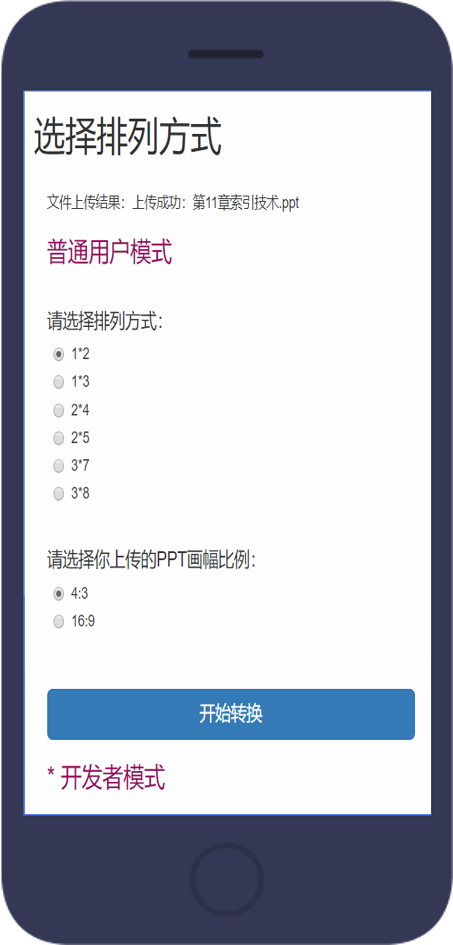 选择排列方式
文件上传结果：上传成功：第11章索引技术.ppt
普通用户模式
请选择排列方式：
1*2
1*3
2*4
2*5
3*7
3*8
请选择你上传的PPT画幅比例：
4:3
16:9
开始转换
* 开发者模式